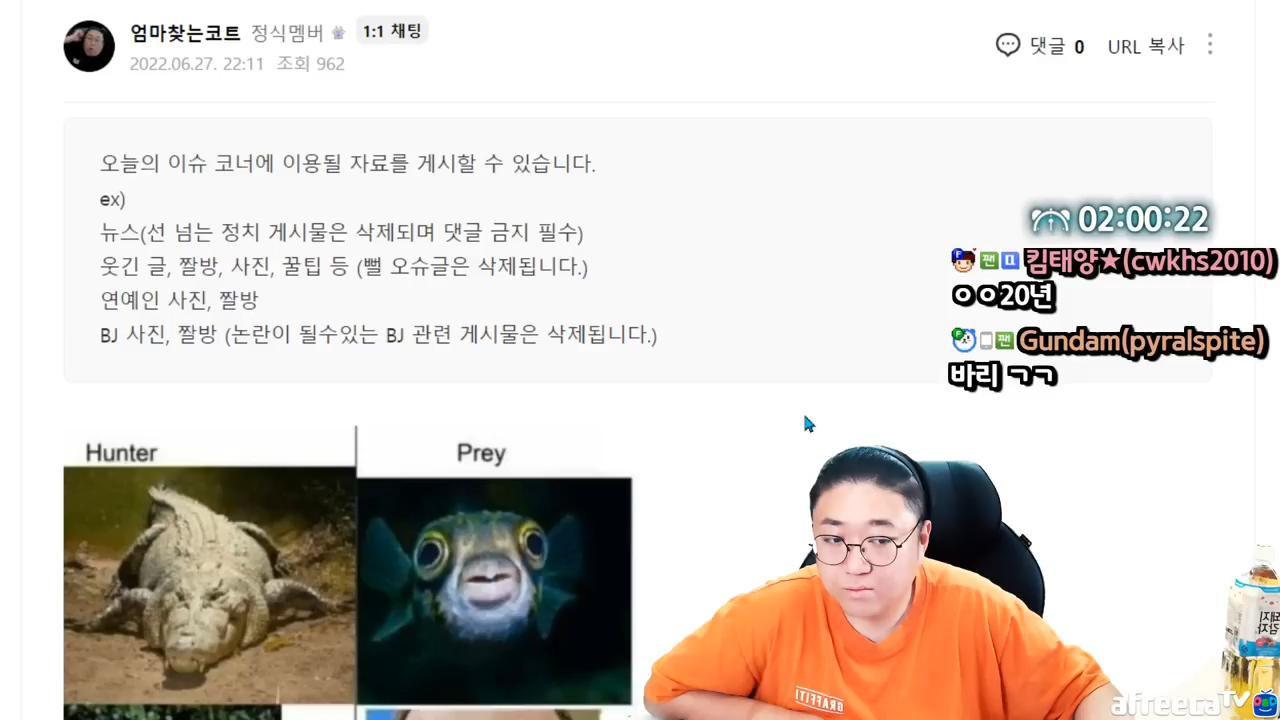 엄마찾는코트 정식멤버 1:1 채팅
2022.06.27. 22:11 조회 962
댓글 0 URL 복사
오늘의 이슈 코너에 이용될 자료를 게시할 수 있습니다.
ex)
뉴스(선 넘는 정치 게시물은 삭제되며 댓글 금지 필수)
웃긴 글, 짤방, 사진, 꿀팁 등 (뻘 오슈글은 삭제됩니다.)
연예인 사진, 짤방
BJ 사진, 짤방 (논란이 될수있는 BJ 관련 게시물은 삭제됩니다.)
02:00:22
F 팬 킴태양★(cwkhs2010)
ㅇㅇ20년
F 팬 Gundam(pyralspite)
바리 ㄱㄱ
Hunter
Prey
GRAFFITI
afreecaTV